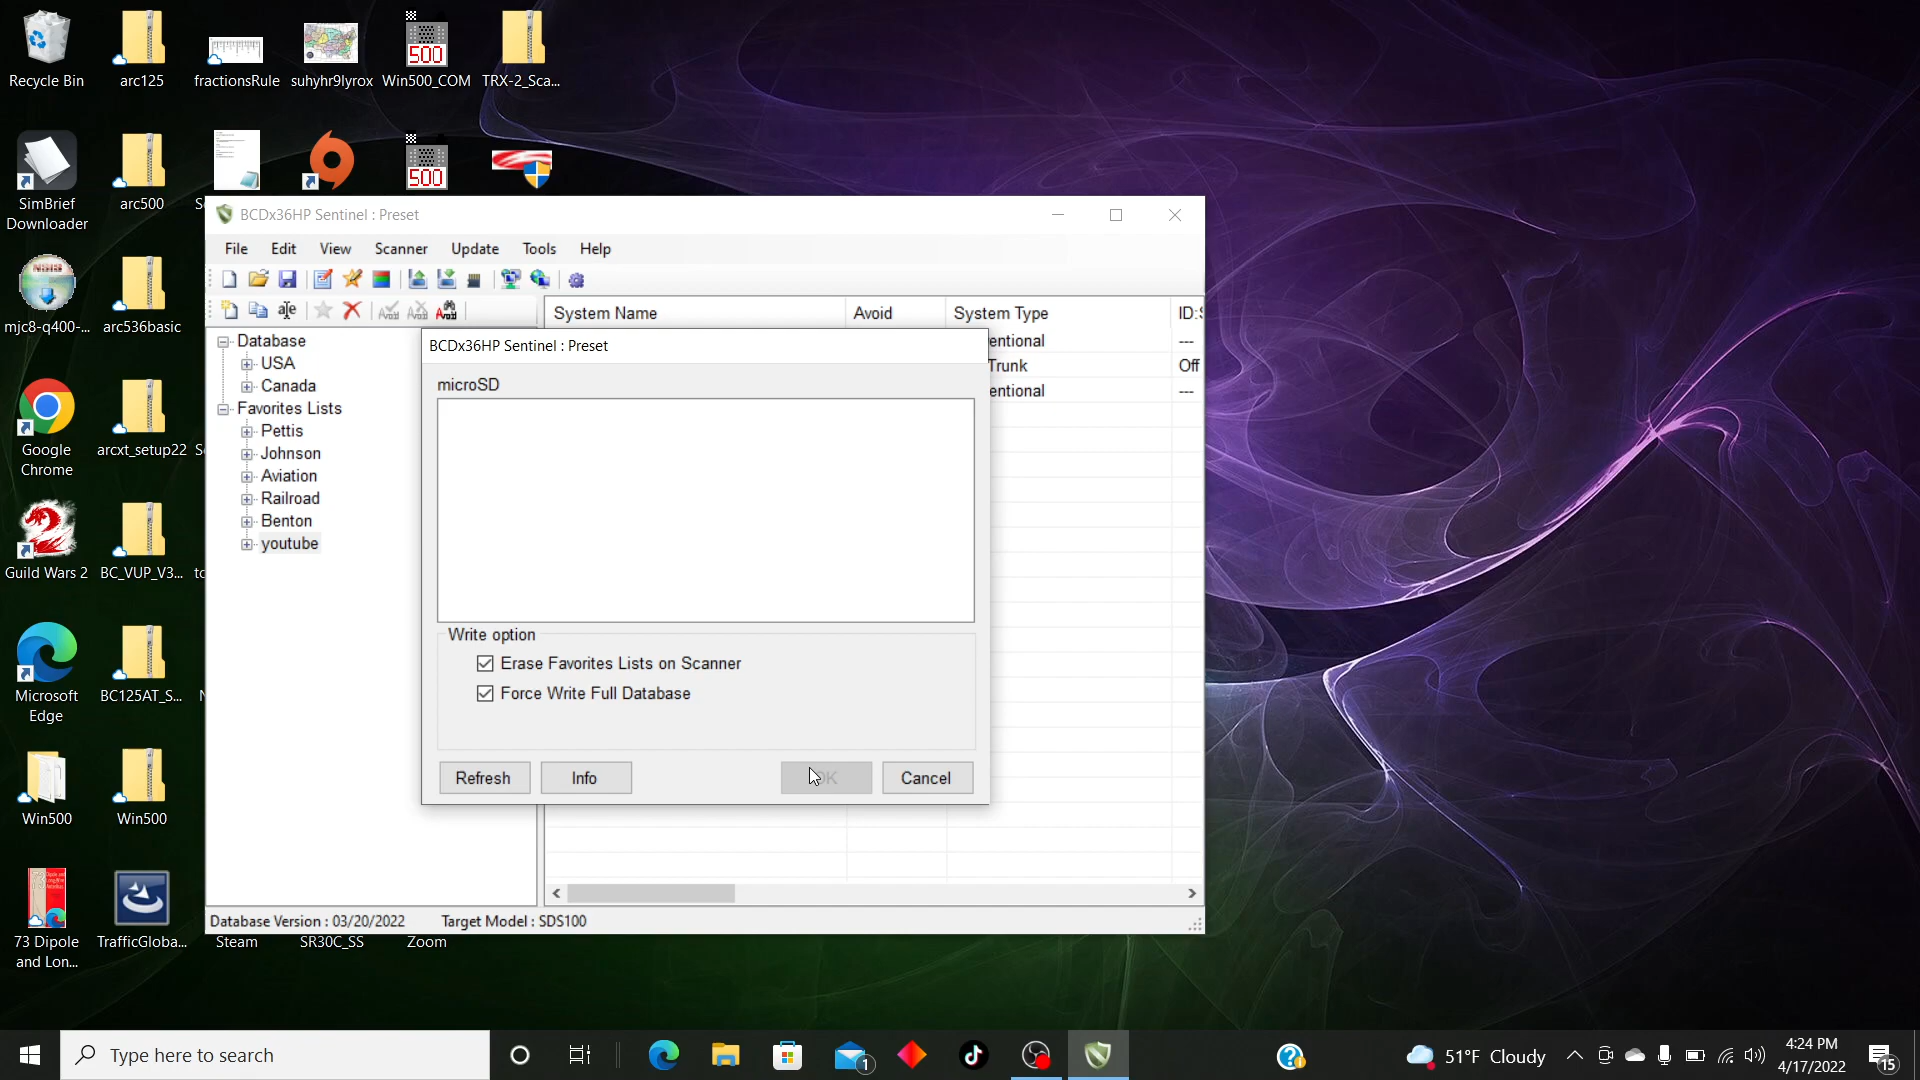 Recycle Bin
arc125
fractionsRule
suhyhr9lyrox
500
Win500_COM
TRX-2_Sca...
SimBrief
Downloader
arc500
500
mjc8-q400-...
arc536basic
Google
Chrome
arcxt_setup22
Guild Wars 2
BC_VUP_V3...
Microsoft
Edge
BC125AT_S...
Win500
Win500
73 Dipole
and Lon...
TrafficGloba...
Steam
SR30C_SS
Zoom
BCDx36HP Sentinel : Preset
File Edit View Scanner Update Tools Help
System Name
Avoid
System Type
Database
USA
Canada
Favorites Lists
Pettis
Johnson
Aviation
Railroad
Benton
youtube
entional
---
Trunk
Off
entional
---
BCDx36HP Sentinel : Preset
microSD
Write option
Erase Favorites Lists on Scanner
Force Write Full Database
Refresh
Info
Cancel
Database Version : 03/20/2022
Target Model : SDS100
Type here to search
1
51°F Cloudy
4:24 PM
4/17/2022
15